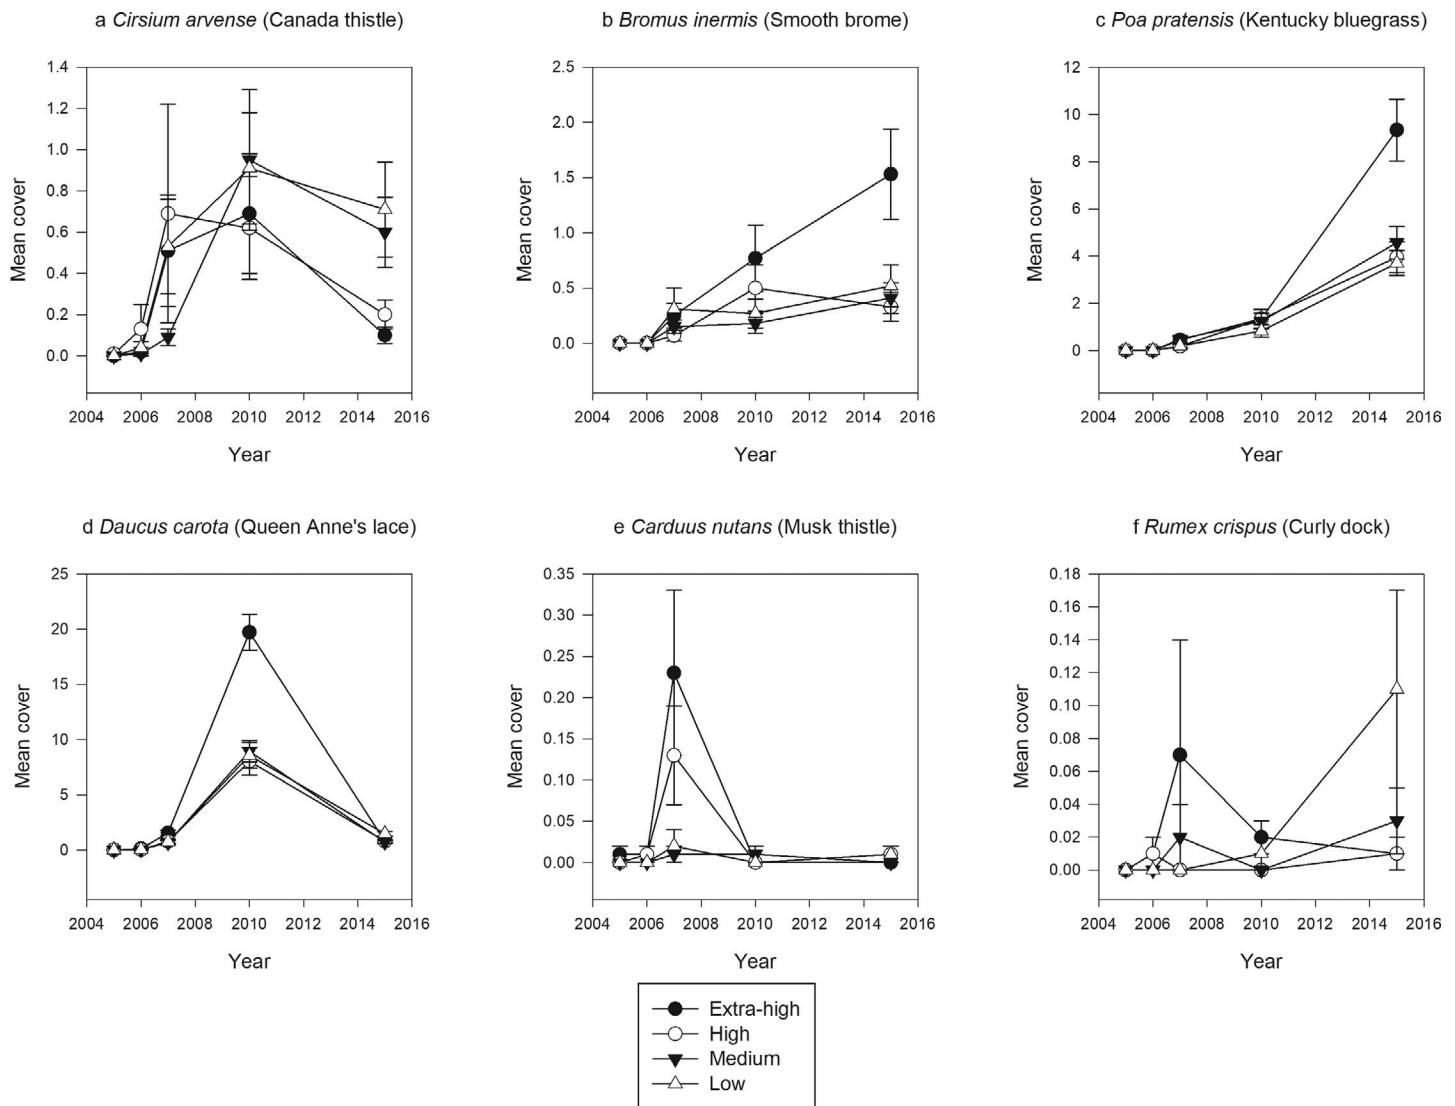 a Cirsium arvense (Canada thistle)
b Bromus inermis (Smooth brome)
c Poa pratensis (Kentucky bluegrass)
1.4
1.2
1.0
0.8
0.6
0.4
0.2
0.0
Mean cover
2004 2006 2008 2010 2012 2014 2016
Year
2.5
2.0
1.5
1.0
0.5
0.0
Mean cover
2004 2006 2008 2010 2012 2014 2016
Year
12
10
8
6
4
2
0
Mean cover
2004 2006 2008 2010 2012 2014 2016
Year
d Daucus carota (Queen Anne's lace)
e Carduus nutans (Musk thistle)
f Rumex crispus (Curly dock)
25
20
15
10
5
0
Mean cover
2004 2006 2008 2010 2012 2014 2016
Year
0.35
0.30
0.25
0.20
0.15
0.10
0.05
0.00
Mean cover
2004 2006 2008 2010 2012 2014 2016
Year
0.18
0.16
0.14
0.12
0.10
0.08
0.06
0.04
0.02
0.00
Mean cover
2004 2006 2008 2010 2012 2014 2016
Year
Extra-high
High
Medium
Low